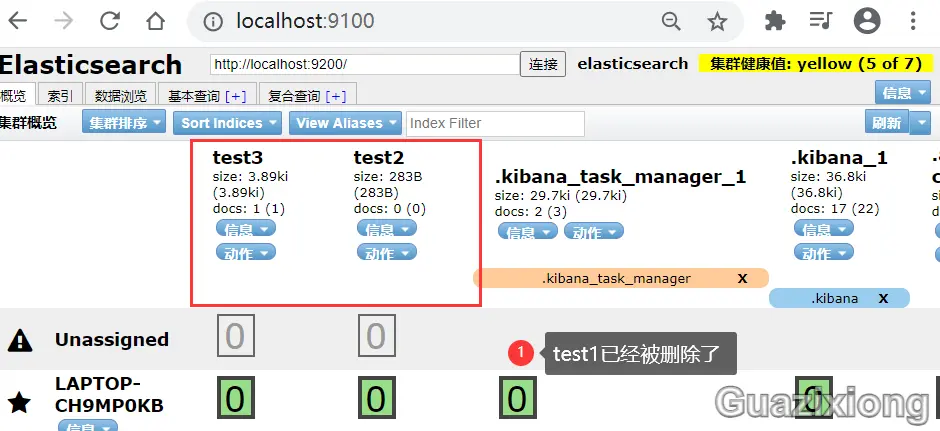 localhost:9100
Elasticsearch
http://localhost:9200/
连接
elasticsearch
集群健康值: yellow (5 of 7)
概览
索引
数据浏览
基本查询 [+]
复合查询 [+]
信息
集群概览
集群排序
Sort Indices
View Aliases
Index Filter
刷新
test3
size: 3.89ki
(3.89ki)
docs: 1 (1)
信息
动作
test2
size: 283B
(283B)
docs: 0 (0)
信息
动作
.kibana_task_manager_1
size: 29.7ki (29.7ki)
docs: 2 (3)
信息
动作
.kibana_1
size: 36.8ki
(36.8ki)
docs: 17 (22)
信息
动作
.kibana_task_manager X
.kibana X
Unassigned
0
0
1
test1已经被删除了
LAPTOP-
CH9MP0KB
信息
0
0
0
0
Guazixiong